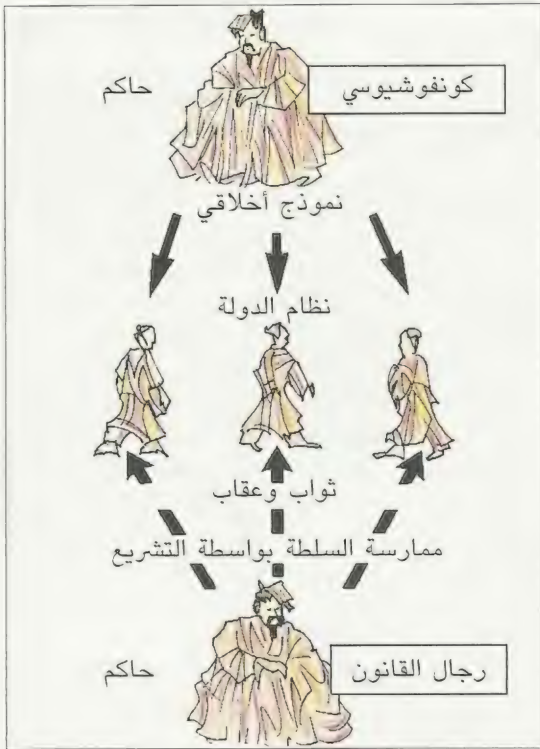 كونفوشيوسي
حاكم
نموذج أخلاقي
نظام الدولة
ثواب وعقاب
ممارسة السلطة بواسطة التشريع
رجال القانون
حاكم